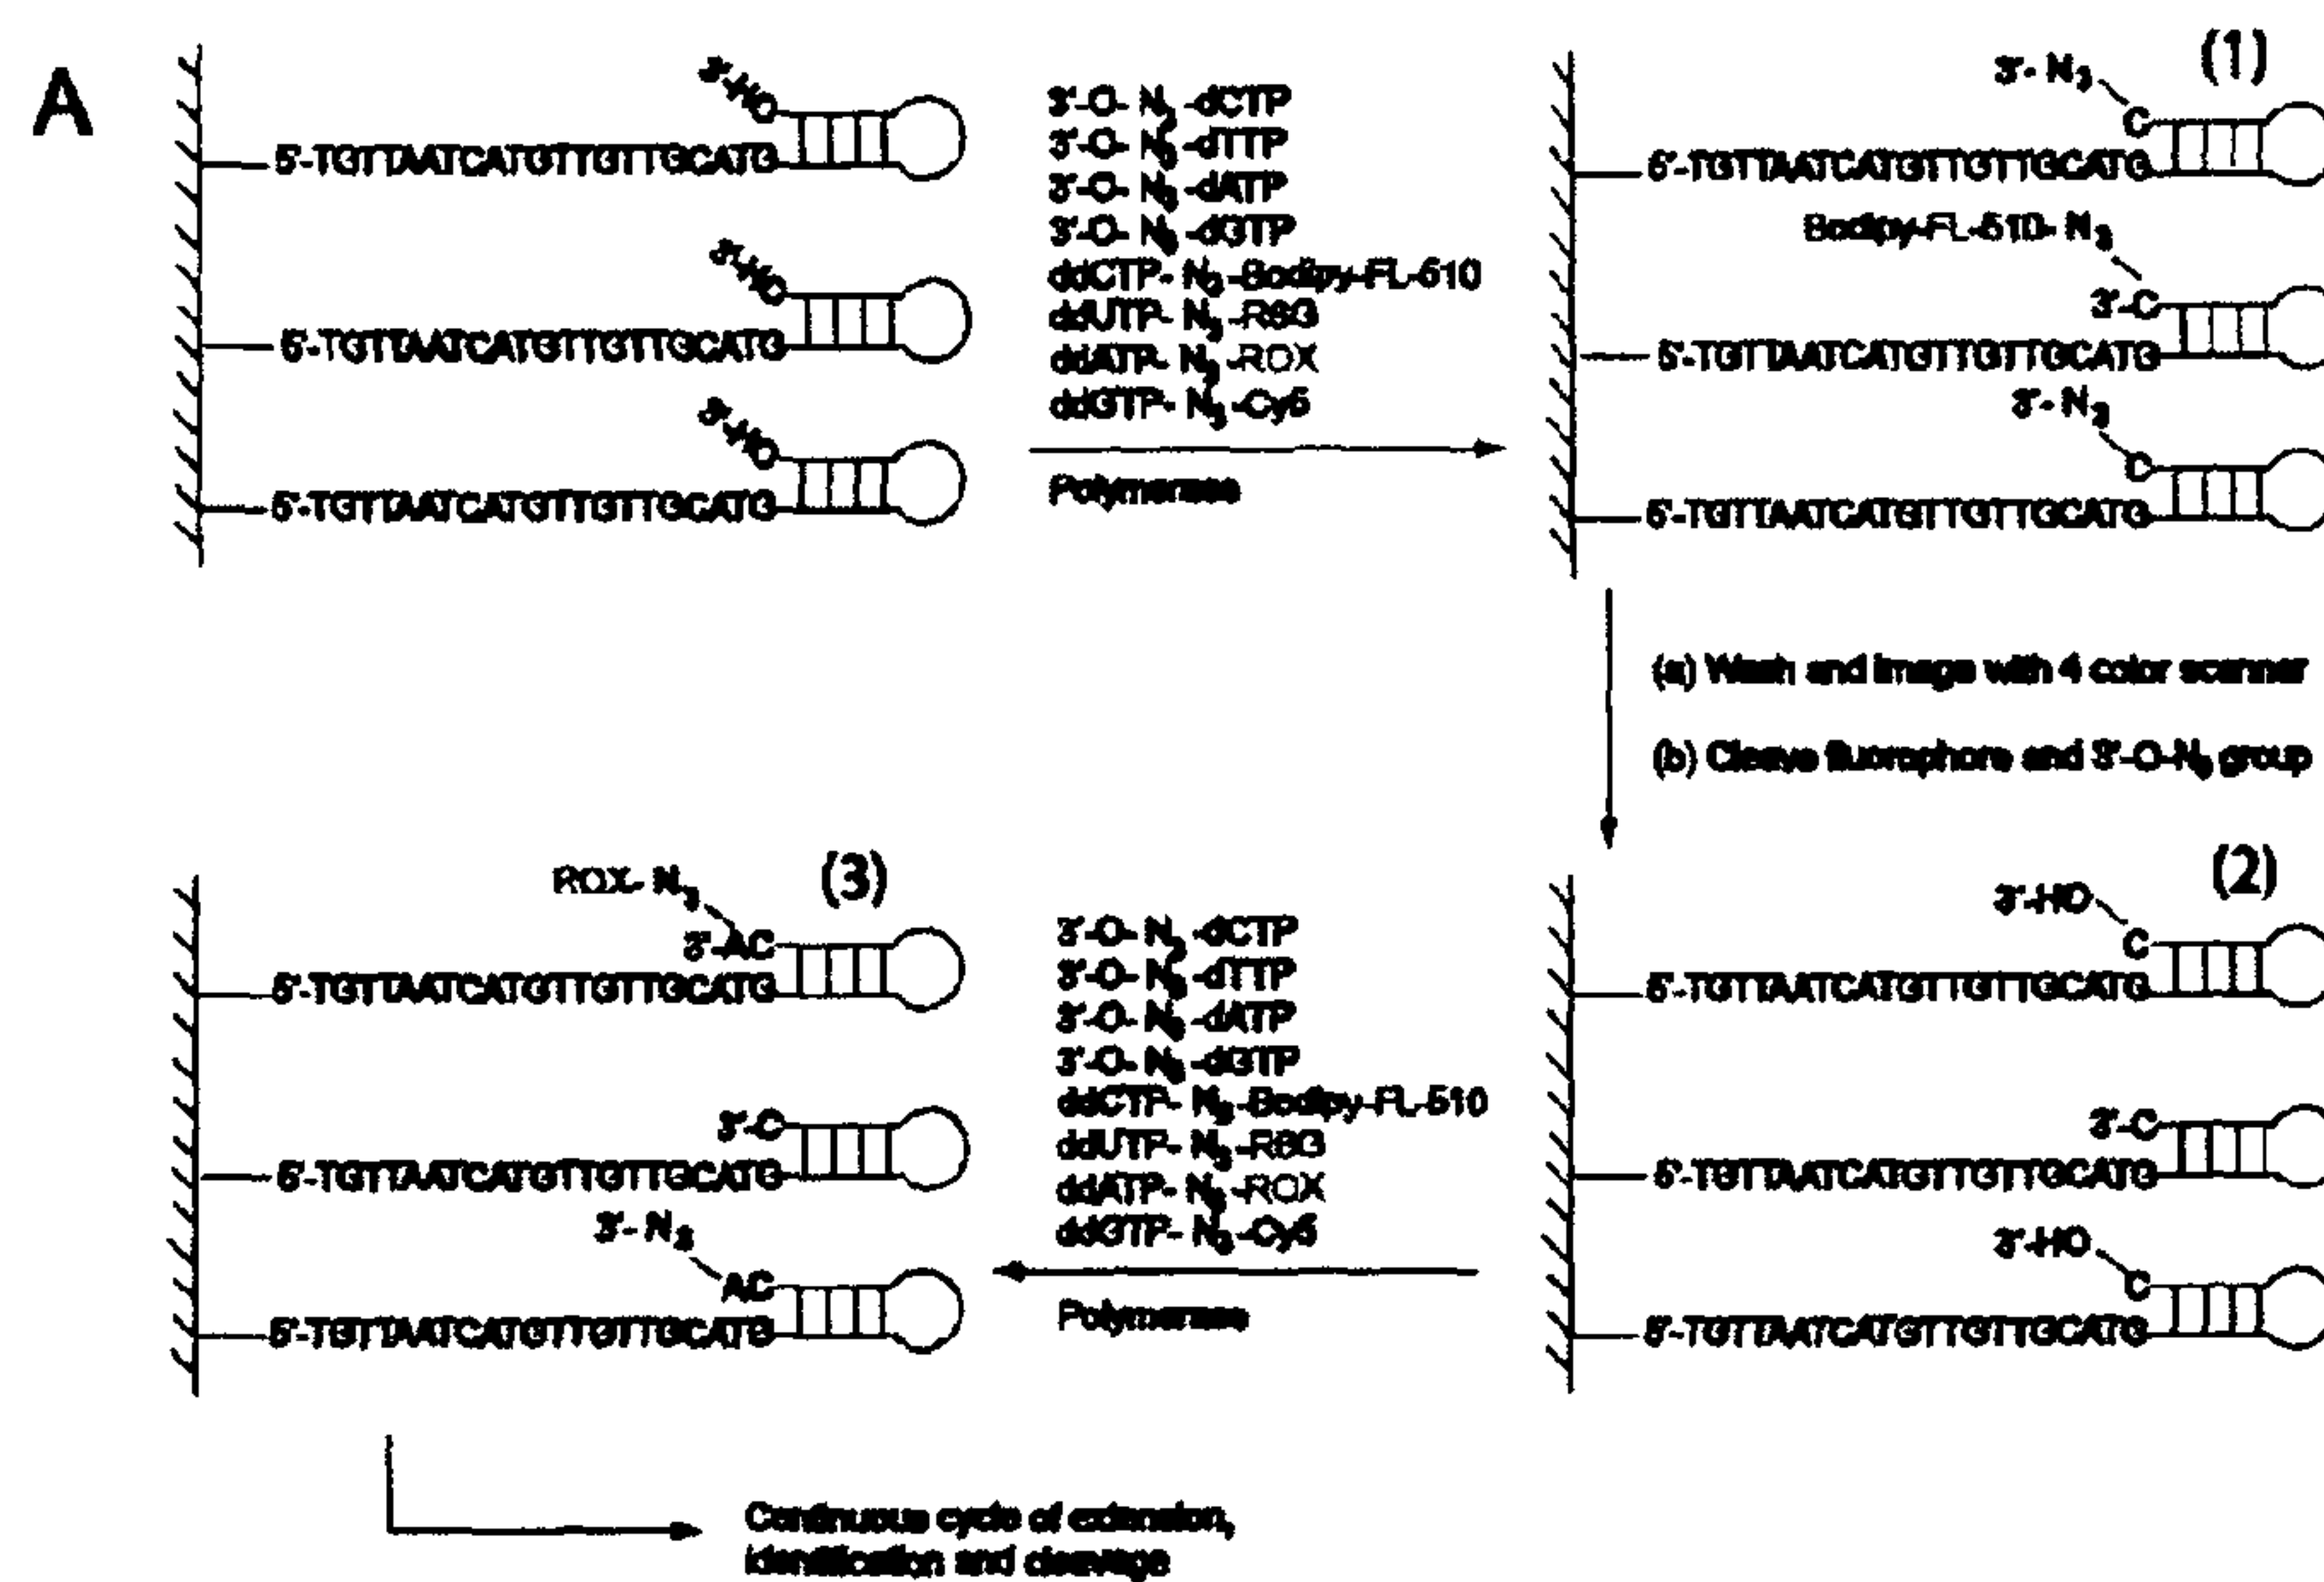 A
3'-HO
5'-TGTTAATCATGTTGTTGCATG
3'-HO
5'-TGTTAATCATGTTGTTGCATG
3'-HO
5'-TGTTAATCATGTTGTTGCATG
3'-O- N3 -dCTP
3'-O- N3 -dTTP
3'-O- N3 -dATP
3'-O- N3 -dGTP
ddCTP- N3 -Bodipy-FL-510
ddUTP- N3 -R6G
ddATP- N3 -ROX
ddGTP- N3 -Cy5
Polymerase
(1)
3'- N3
C
5'-TGTTAATCATGTTGTTGCATG
Bodipy-FL-510- N3
3'-C
5'-TGTTAATCATGTTGTTGCATG
3'- N3
C
5'-TGTTAATCATGTTGTTGCATG
(a) Wash and image with 4 color scanner
(b) Cleave fluorophore and 3'-O-N3 group
(2)
3'-HO
C
5'-TGTTAATCATGTTGTTGCATG
3'-C
5'-TGTTAATCATGTTGTTGCATG
3'-HO
C
5'-TGTTAATCATGTTGTTGCATG
3'-O- N3 -dCTP
3'-O- N3 -dTTP
3'-O- N3 -dATP
3'-O- N3 -dGTP
ddCTP- N3 -Bodipy-FL-510
ddUTP- N3 -R6G
ddATP- N3 -ROX
ddGTP- N3 -Cy5
Polymerase
(3)
ROX- N3
3'-AC
5'-TGTTAATCATGTTGTTGCATG
3'-C
5'-TGTTAATCATGTTGTTGCATG
3'- N3
AC
5'-TGTTAATCATGTTGTTGCATG
Continuous cycle of extension,
identification and cleavage